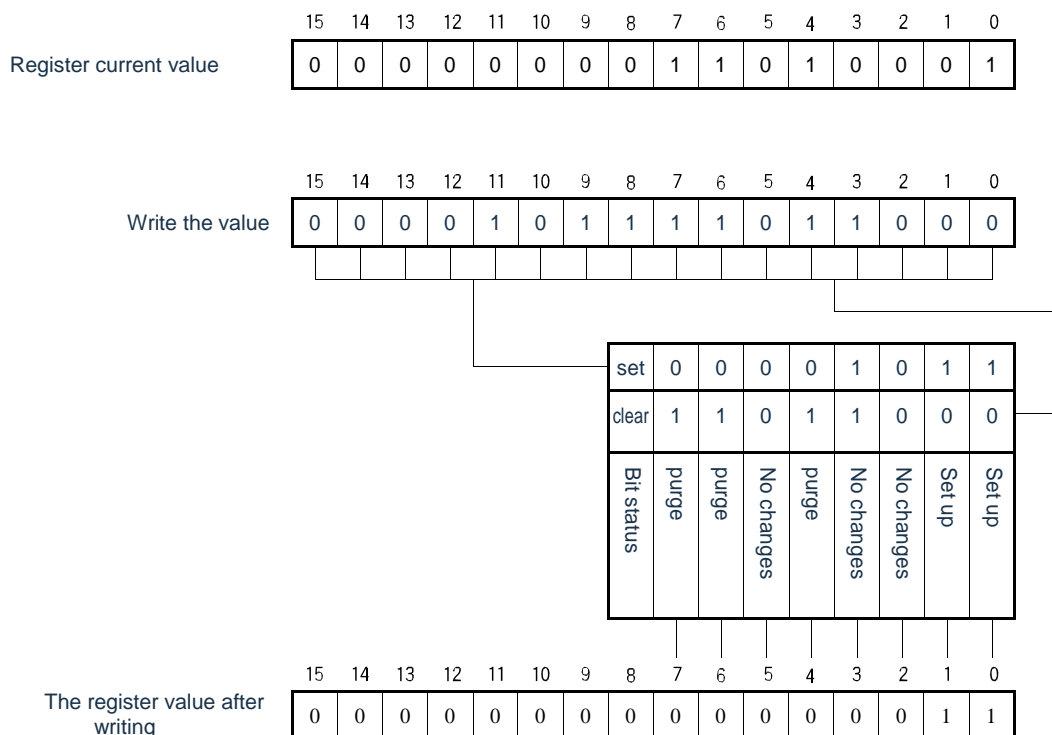 15 14 13 12 11 10 9 8 7 6 5 4 3 2 1 0
Register current value 0 0 0 0 0 0 0 0 1 1 0 1 0 0 0 1
15 14 13 12 11 10 9 8 7 6 5 4 3 2 1 0
Write the value 0 0 0 0 1 0 1 1 1 1 0 1 1 0 0 0
set 0 0 0 0 1 0 1 1
clear 1 1 0 1 1 0 0 0
Bit status purge purge No changes purge No changes No changes Set up Set up
15 14 13 12 11 10 9 8 7 6 5 4 3 2 1 0
The register value after
writing 0 0 0 0 0 0 0 0 0 0 0 0 0 0 1 1